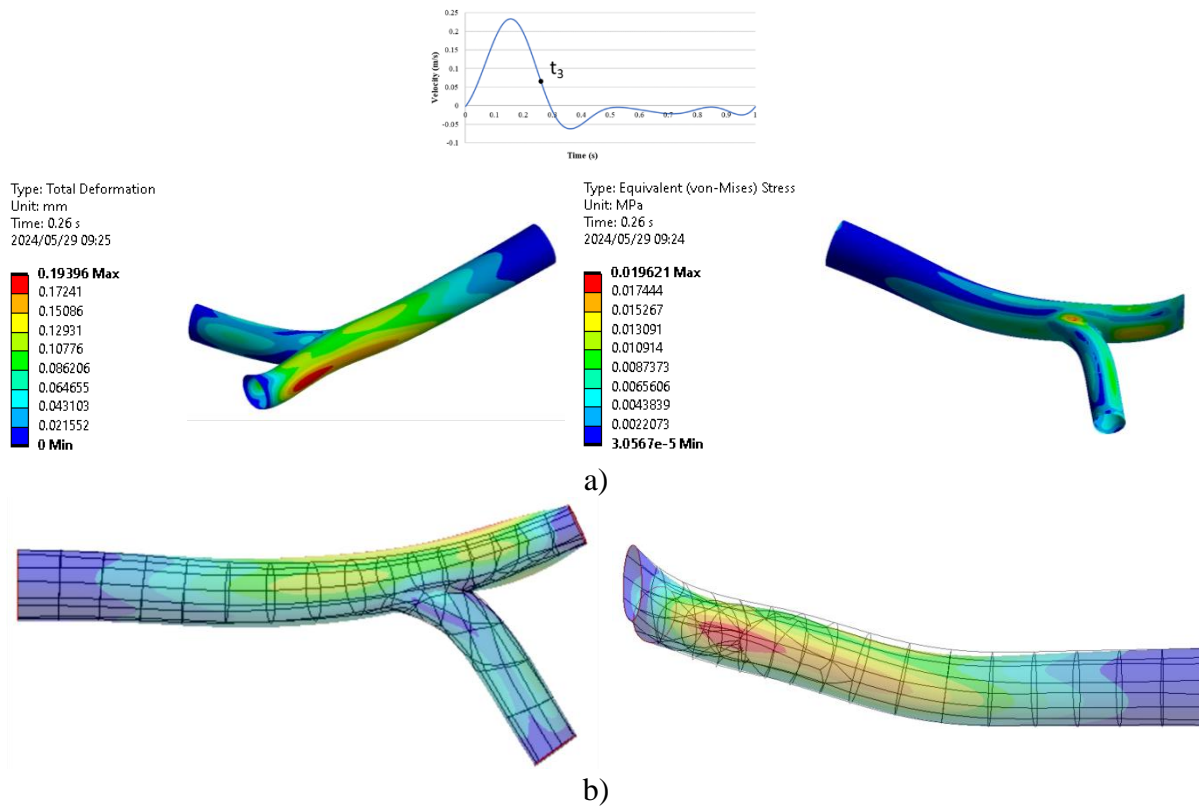 0.25
0.2
0.15
0.1
0.05
0
-0.05
-0.1
Velocity (m/s)
t3
0 0.1 0.2 0.3 0.4 0.5 0.6 0.7 0.8 0.9 1
Time (s)
Type: Total Deformation
Unit: mm
Time: 0.26 s
2024/05/29 09:25
0.19396 Max
0.17241
0.15086
0.12931
0.10776
0.086206
0.064655
0.043103
0.021552
0 Min
Type: Equivalent (von-Mises) Stress
Unit: MPa
Time: 0.26 s
2024/05/29 09:24
0.019621 Max
0.017444
0.015267
0.013091
0.010914
0.0087373
0.0065606
0.0043839
0.0022073
3.0567e-5 Min
a)
b)